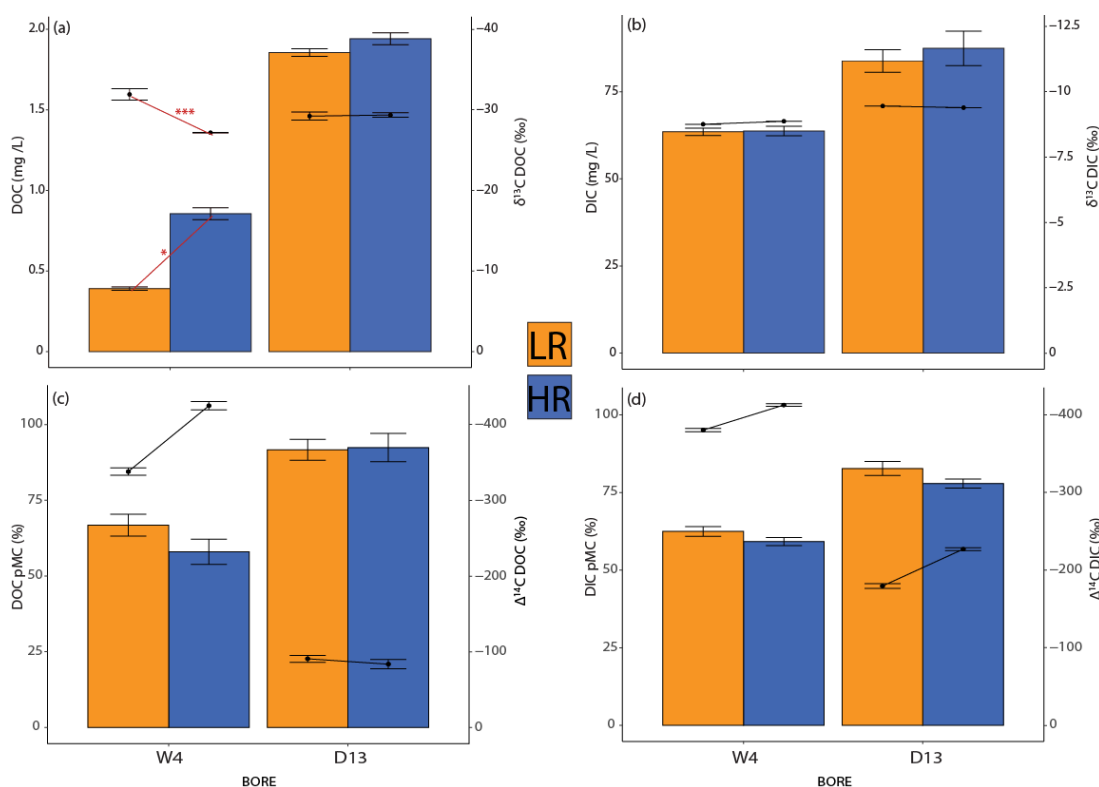 (a)
2.0
1.5
1.0
0.5
0
DOC (mg /L)
***
*
−40
−30
−20
−10
0
δ¹³C DOC (‰)
(b)
75
50
25
0
DIC (mg /L)
−12.5
−10
−7.5
−5
−2.5
0
δ¹³C DIC (‰)
LR
HR
(c)
100
75
50
25
0
DOC pMC (%)
−400
−300
−200
−100
0
Δ¹⁴C DOC (‰)
W4
D13
BORE
(d)
100
75
50
25
0
DIC pMC (%)
−400
−300
−200
−100
0
Δ¹⁴C DIC (‰)
W4
D13
BORE